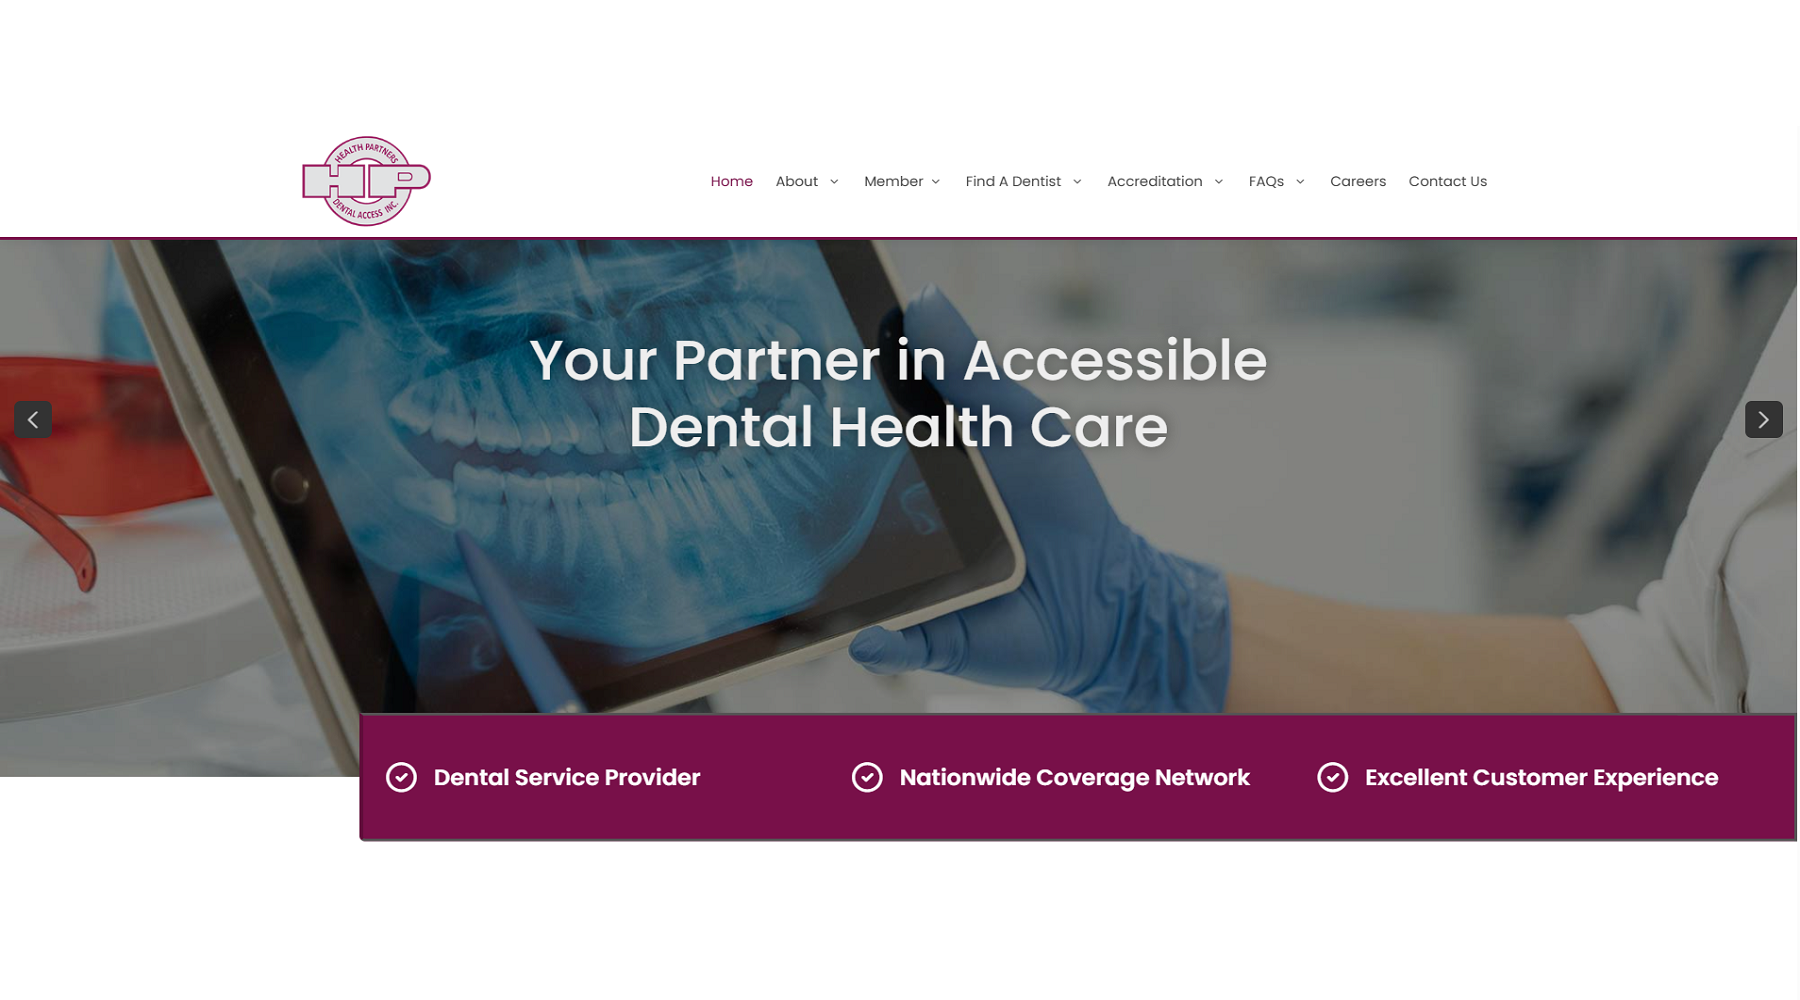 HEALTH PARTNERS
HP
DENTAL ACCESS INC.
Home About Member Find A Dentist Accreditation FAQs Careers Contact Us
Your Partner in Accessible
Dental Health Care
Dental Service Provider Nationwide Coverage Network Excellent Customer Experience